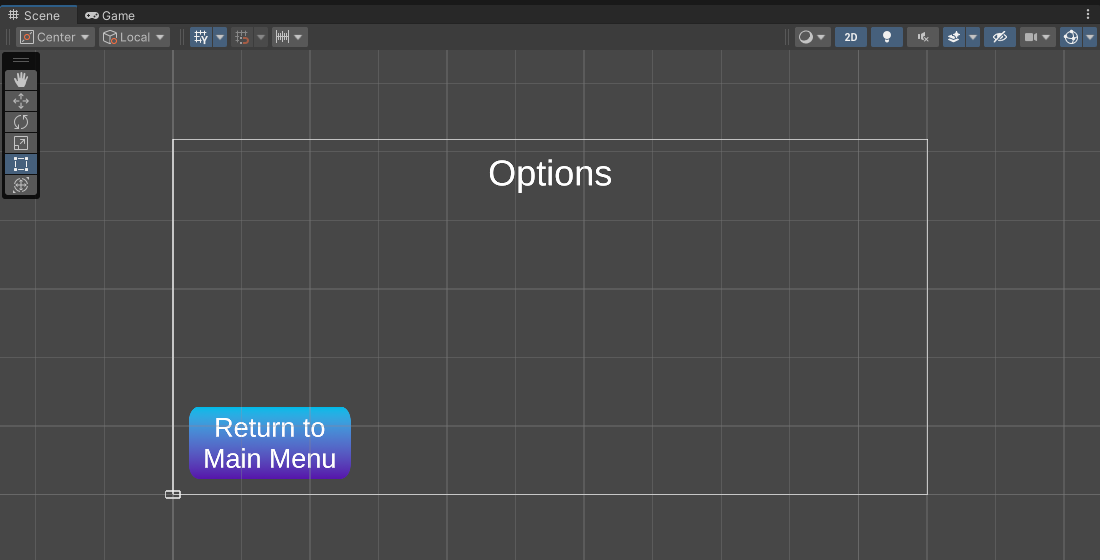 Scene
Game
Center
Local
2D
Options
Return to
Main Menu